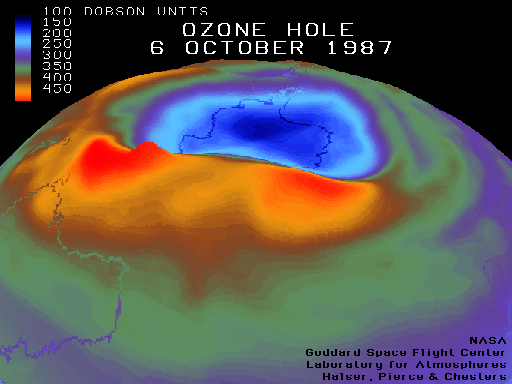 100 DOBSON UNITS
150
200
250
300
350
400
450
OZONE HOLE
6 OCTOBER 1987
NASA
Goddard Space Flight Center
Laboratory for Atmospheres
Halser, Pierce & Chesters